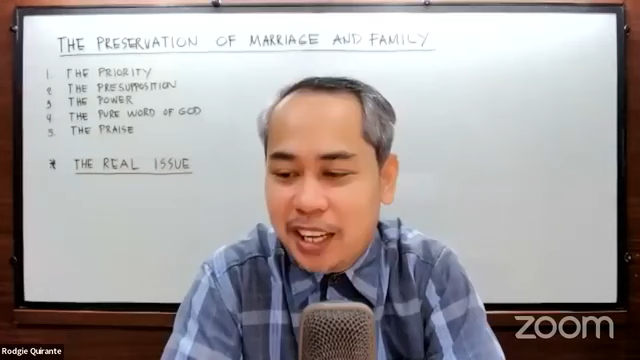 THE PRESERVATION OF MARRIAGE AND FAMILY
1. THE PRIORITY
2 THE PRESUPPOSITION
3 THE POWER
4. THE PURE WORD OF GOD
5. THE PRAISE
* THE REAL ISSUE
zoom
Rodgie Quirante